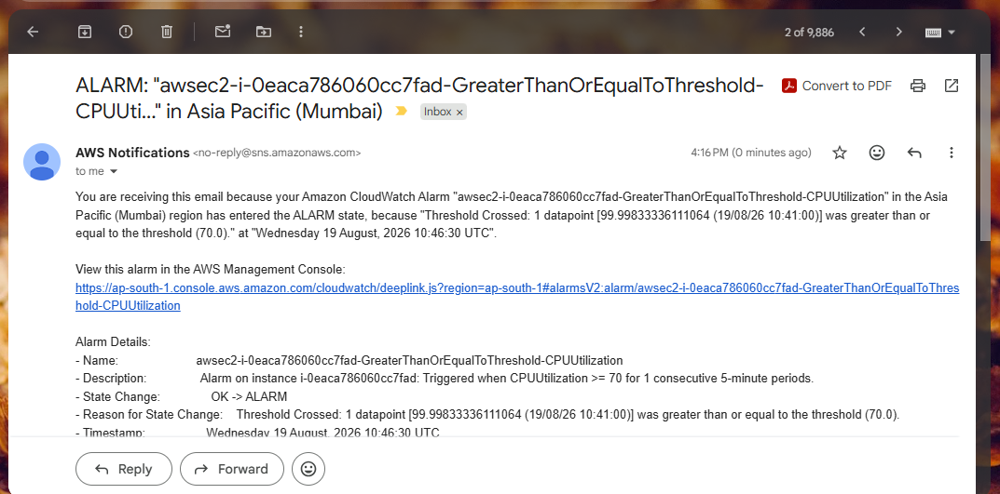 2 of 9,886
ALARM: "awsec2-i-0eaca786060cc7fad-GreaterThanOrEqualToThreshold-
CPUUti..." in Asia Pacific (Mumbai)
Inbox ×
Convert to PDF
AWS Notifications <no-reply@sns.amazonaws.com>
4:16 PM (0 minutes ago)
to me
You are receiving this email because your Amazon CloudWatch Alarm "awsec2-i-0eaca786060cc7fad-GreaterThanOrEqualToThreshold-CPUUtilization" in the Asia
Pacific (Mumbai) region has entered the ALARM state, because "Threshold Crossed: 1 datapoint [99.99833336111064 (19/08/26 10:41:00)] was greater than or
equal to the threshold (70.0)." at "Wednesday 19 August, 2026 10:46:30 UTC".
View this alarm in the AWS Management Console:
https://ap-south-1.console.aws.amazon.com/cloudwatch/deeplink.js?region=ap-south-1#alarmsV2:alarm/awsec2-i-0eaca786060cc7fad-GreaterThanOrEqualToThres
hold-CPUUtilization
Alarm Details:
- Name: awsec2-i-0eaca786060cc7fad-GreaterThanOrEqualToThreshold-CPUUtilization
- Description: Alarm on instance i-0eaca786060cc7fad: Triggered when CPUUtilization >= 70 for 1 consecutive 5-minute periods.
- State Change: OK -> ALARM
- Reason for State Change: Threshold Crossed: 1 datapoint [99.99833336111064 (19/08/26 10:41:00)] was greater than or equal to the threshold (70.0).
- Timestamp: Wednesday 19 August, 2026 10:46:30 UTC
Reply
Forward